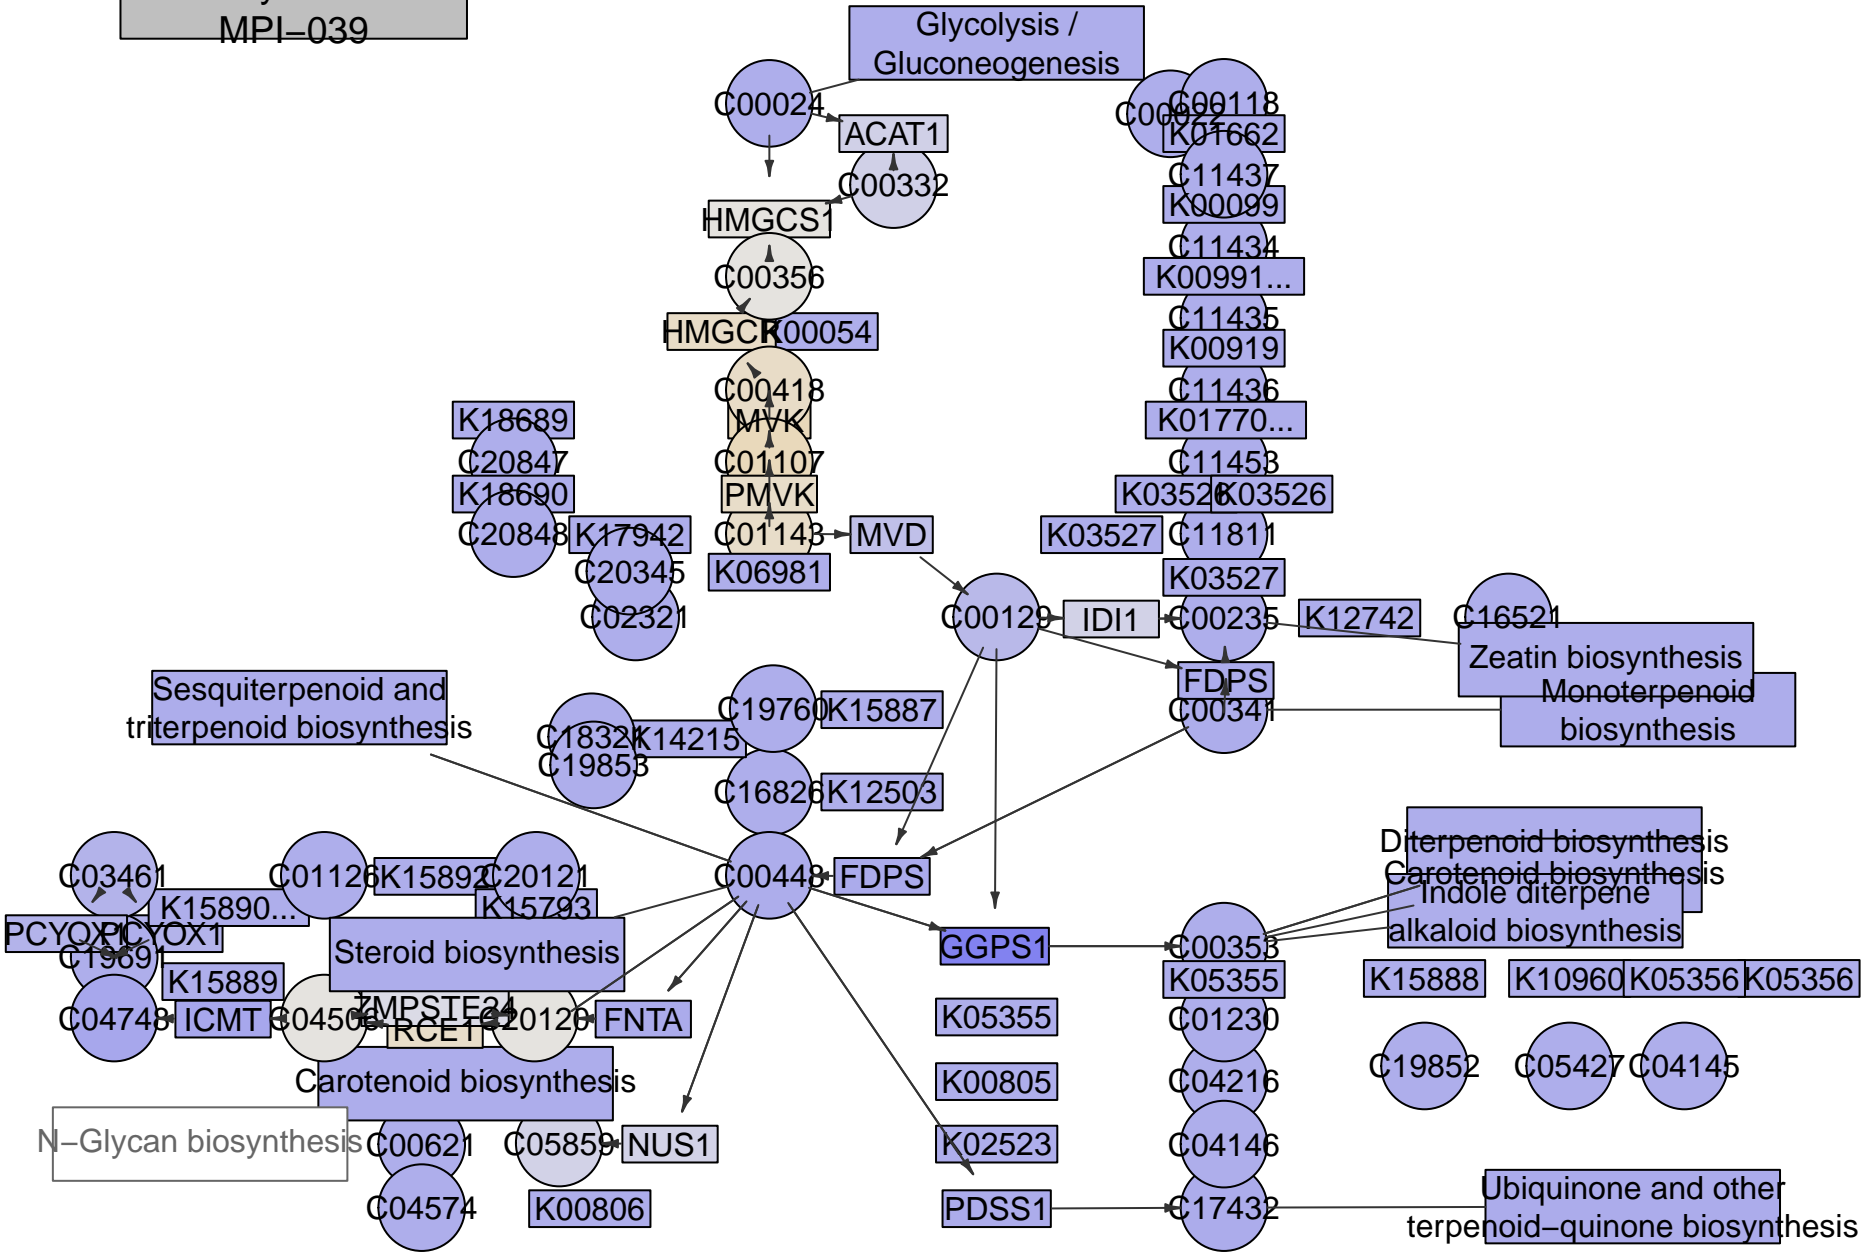 MPI−039
Glycolysis /
Gluconeogenesis
C00024
C00022
C00118
ACAT1
K01662
C00332
C11437
HMGCS1
K00099
C11434
C00356
K00991...
C11435
HMGCR
K00054
K00919
C00418
C11436
K18689
MVK
K01770...
C20847
C01107
C11453
K18690
PMVK
K03526
K03526
C20848
K17942
C01143
MVD
K03527
C11811
C20345
K06981
K03527
C02321
C00129
IDI1
C00235
K12742
C16521
Zeatin biosynthesis
FDPS
Monoterpenoid
biosynthesis
Sesquiterpenoid and
triterpenoid biosynthesis
C19760
K15887
C00341
C18321
K14215
C19853
C16826
K12503
Diterpenoid biosynthesis
Carotenoid biosynthesis
Indole diterpene
alkaloid biosynthesis
C03461
C01126
K15892
C20121
C00448
FDPS
K15890...
K15793
PCYOX1
PCYOX1
C19691
Steroid biosynthesis
GGPS1
C00353
K15889
K05355
K15888
K10960
K05356
K05356
C04748
ICMT
C04506
ZMPSTE24
RCE1
C20120
FNTA
K05355
C01230
C19852
C05427
C04145
Carotenoid biosynthesis
K00805
C04216
N−Glycan biosynthesis
C00621
C05859
NUS1
K02523
C04146
C04574
K00806
PDSS1
C17432
Ubiquinone and other
terpenoid−quinone biosynthesis